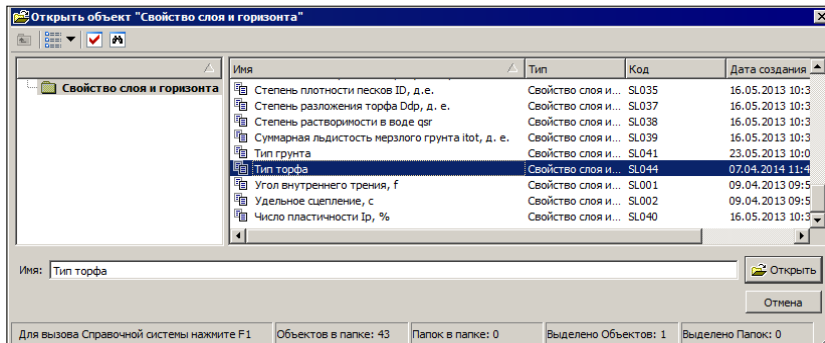 Открыть объект "Свойство слоя и горизонта"
Свойство слоя и горизонта
Имя Тип Код Дата создания
Степень плотности песков ID, д.е. Свойство слоя и... SL035 16.05.2013 10:3
Степень разложения торфа Ddp, д. е. Свойство слоя и... SL037 16.05.2013 10:3
Степень растворимости в воде qsr Свойство слоя и... SL038 16.05.2013 10:3
Суммарная льдистость мерзлого грунта itot, д. е. Свойство слоя и... SL039 16.05.2013 10:3
Тип грунта Свойство слоя и... SL041 23.05.2013 10:0
Тип торфа Свойство слоя и... SL044 07.04.2014 11:4
Угол внутреннего трения, f Свойство слоя и... SL001 09.04.2013 09:5
Удельное сцепление, с Свойство слоя и... SL002 09.04.2013 09:5
Число пластичности Ip, % Свойство слоя и... SL040 16.05.2013 10:3
Имя: Тип торфа
Открыть
Отмена
Для вызова Справочной системы нажмите F1 Объектов в папке: 43 Папок в папке: 0 Выделено Объектов: 1 Выделено Папок: 0